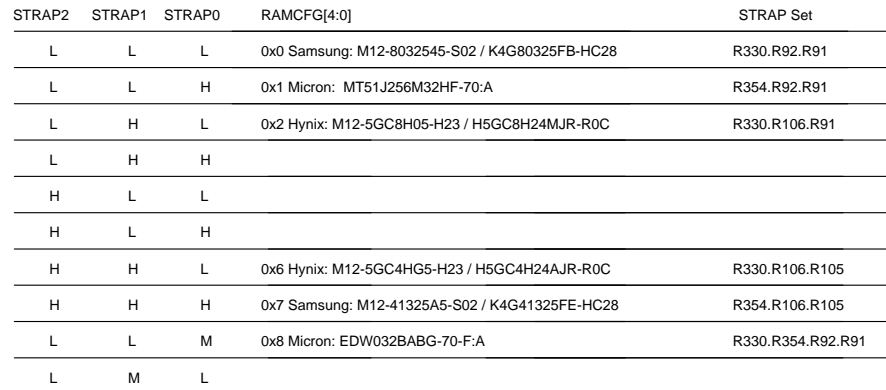 STRAP2 STRAP1 STRAP0 RAMCFG[4:0] STRAP Set
L L L 0x0 Samsung: M12-8032545-S02 / K4G80325FB-HC28 R330.R92.R91
L L H 0x1 Micron: MT51J256M32HF-70:A R354.R92.R91
L H L 0x2 Hynix: M12-5GC8H05-H23 / H5GC8H24MJR-R0C R330.R106.R91
L H H
H L L
H L H
H H L 0x6 Hynix: M12-5GC4HG5-H23 / H5GC4H24AJR-R0C R330.R106.R105
H H H 0x7 Samsung: M12-41325A5-S02 / K4G41325FE-HC28 R354.R106.R105
L L M 0x8 Micron: EDW032BABG-70-F:A R330.R354.R92.R91
L M L